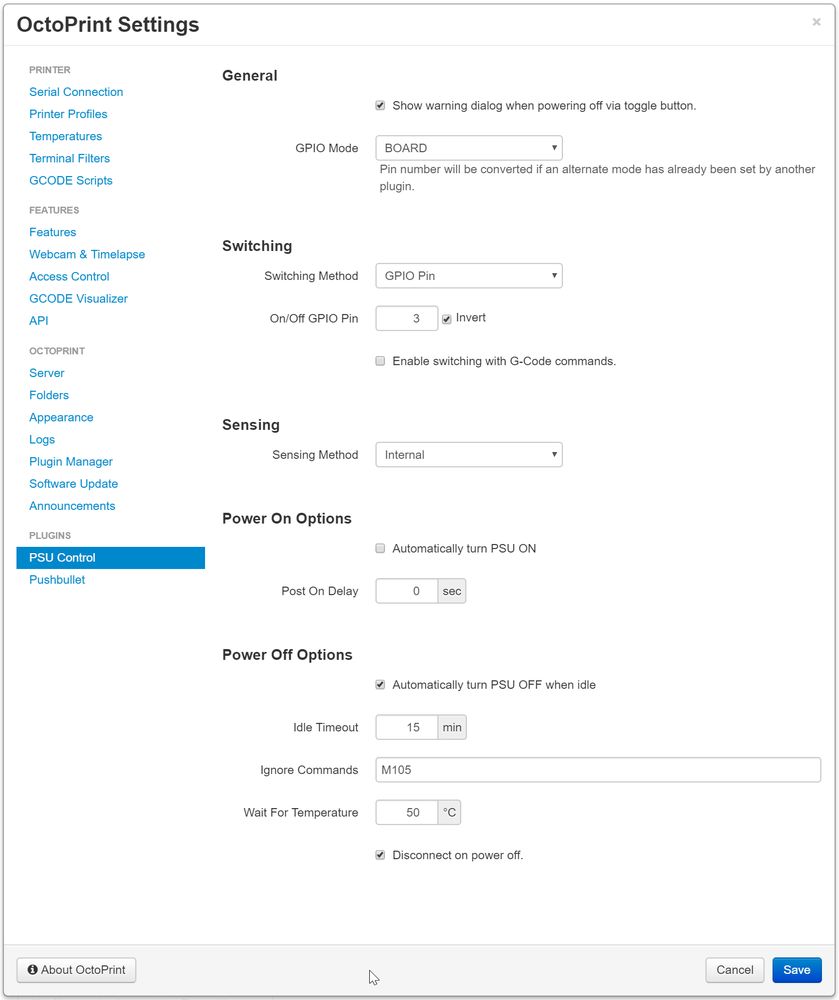 OctoPrint Settings
×
PRINTER
Serial Connection
Printer Profiles
Temperatures
Terminal Filters
GCODE Scripts
FEATURES
Features
Webcam & Timelapse
Access Control
GCODE Visualizer
API
OCTOPRINT
Server
Folders
Appearance
Logs
Plugin Manager
Software Update
Announcements
PLUGINS
PSU Control
Pushbullet
General
Show warning dialog when powering off via toggle button.
GPIO Mode BOARD
Pin number will be converted if an alternate mode has already been set by another
plugin.
Switching
Switching Method GPIO Pin
On/Off GPIO Pin 3 Invert
Enable switching with G-Code commands.
Sensing
Sensing Method Internal
Power On Options
Automatically turn PSU ON
Post On Delay 0 sec
Power Off Options
Automatically turn PSU OFF when idle
Idle Timeout 15 min
Ignore Commands M105
Wait For Temperature 50 °C
Disconnect on power off.
About OctoPrint
Cancel Save